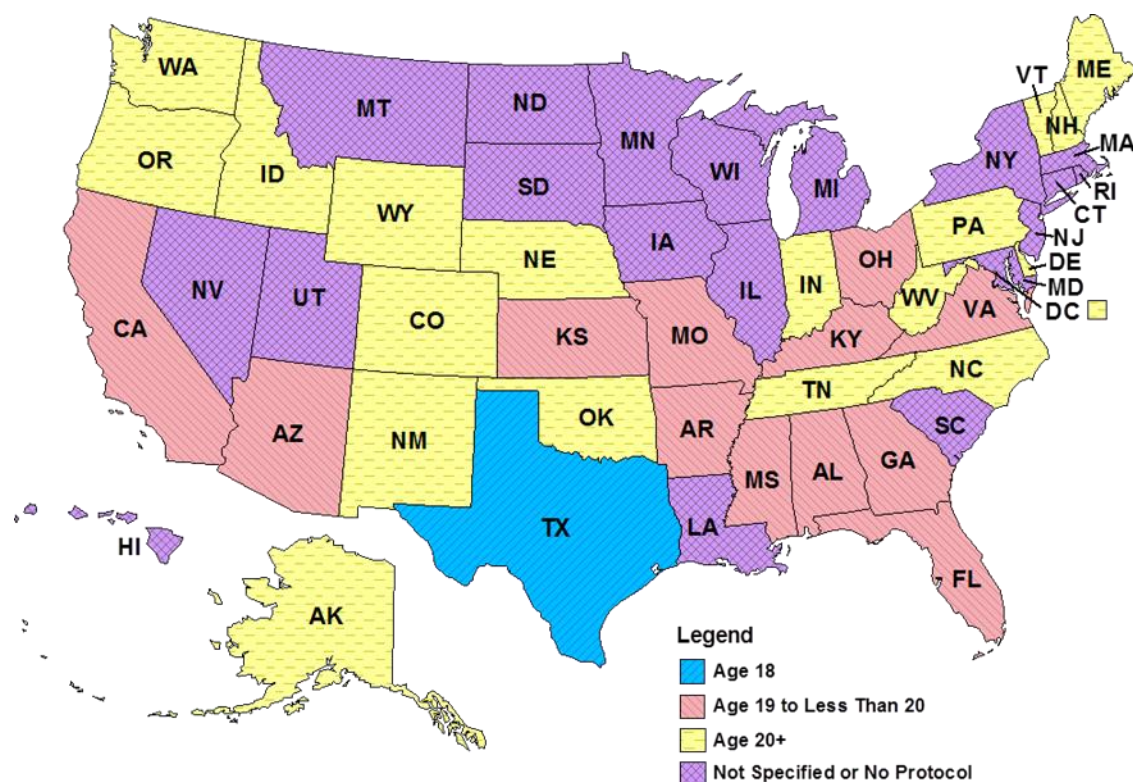 WA
MT
ND
MN
VT
ME
NH
OR
ID
SD
WI
MI
NY
MA
RI
CT
WY
IA
PA
NJ
NE
OH
DE
NV
UT
CO
IL
IN
WV
MD
VA
DC
CA
KS
MO
KY
NC
TN
AZ
NM
OK
AR
SC
MS
AL
GA
TX
LA
HI
FL
AK
Legend
Age 18
Age 19 to Less Than 20
Age 20+
Not Specified or No Protocol